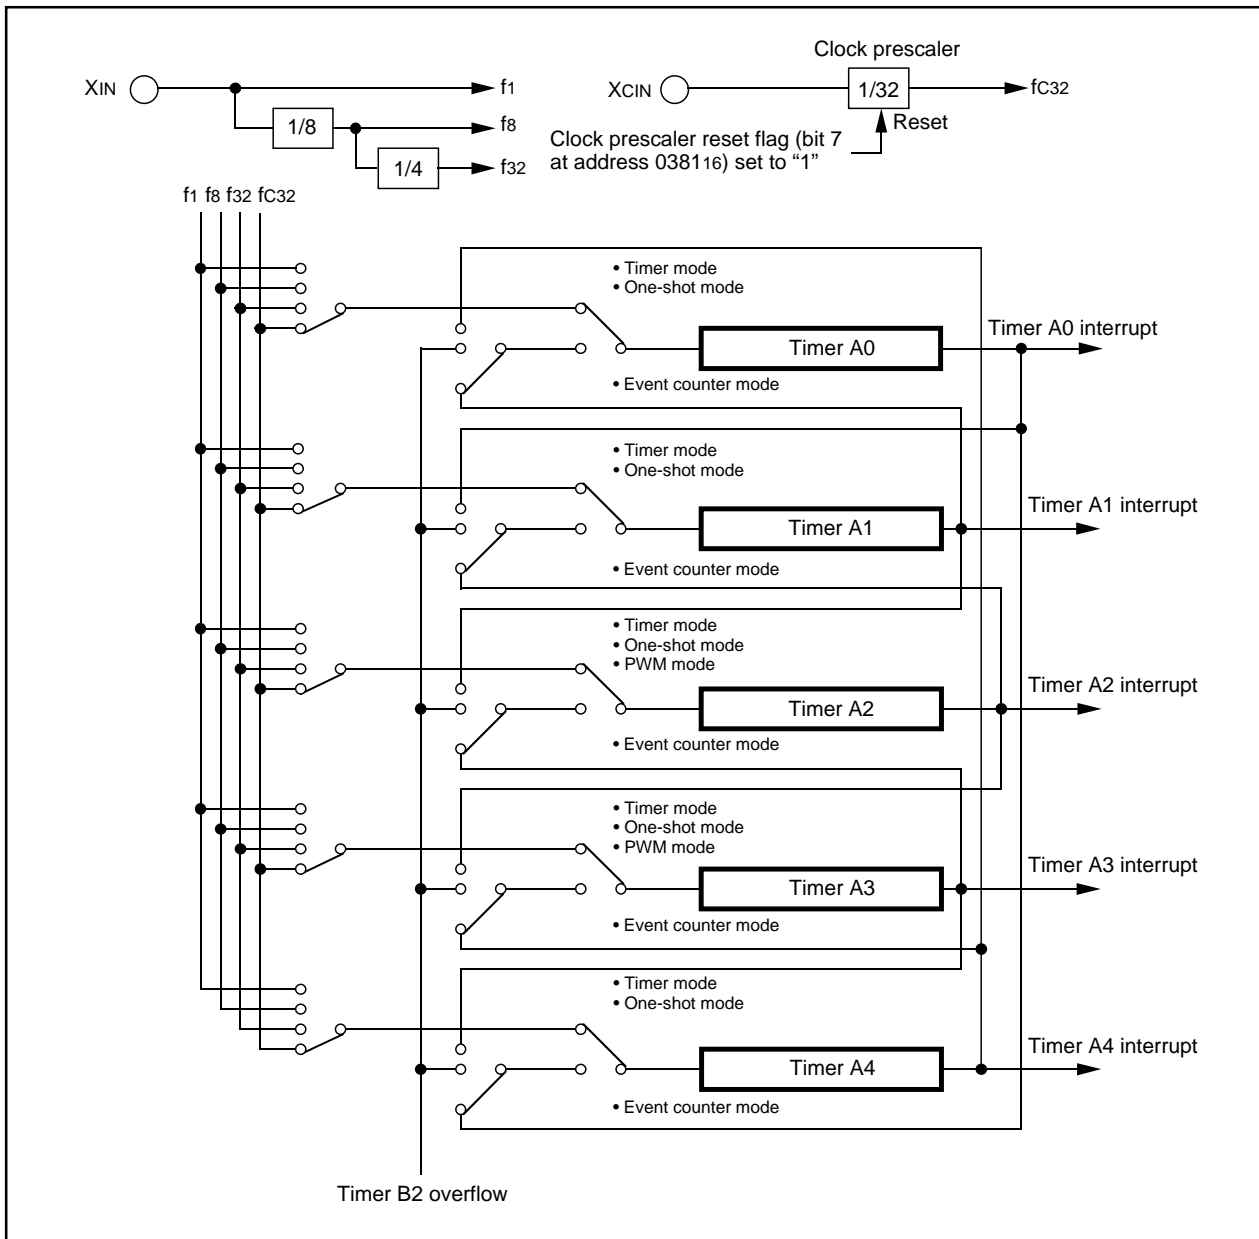 Clock prescaler
XIN
f1
XCIN
1/32
fC32
1/8
f8
Clock prescaler reset flag (bit 7
at address 038116) set to “1”
Reset
1/4
f32
f1 f8 f32 fC32
• Timer mode
• One-shot mode
Timer A0
Timer A0 interrupt
• Event counter mode
• Timer mode
• One-shot mode
Timer A1
Timer A1 interrupt
• Event counter mode
• Timer mode
• One-shot mode
• PWM mode
Timer A2
Timer A2 interrupt
• Event counter mode
• Timer mode
• One-shot mode
• PWM mode
Timer A3
Timer A3 interrupt
• Event counter mode
• Timer mode
• One-shot mode
Timer A4
Timer A4 interrupt
• Event counter mode
Timer B2 overflow